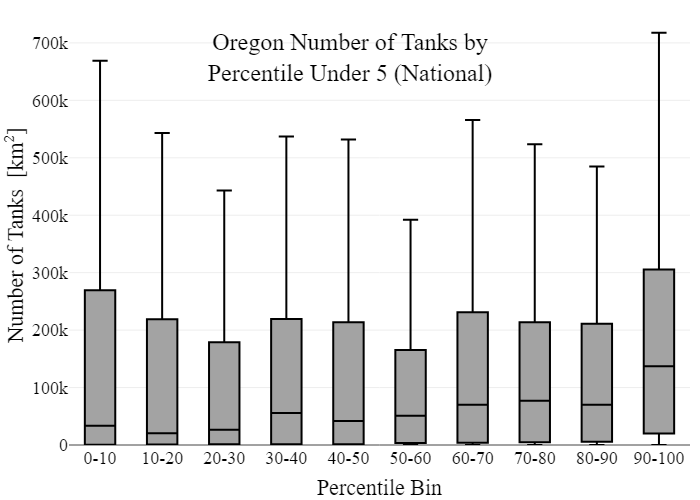 Oregon Number of Tanks by
Percentile Under 5 (National)
Number of Tanks [km²]
700k
600k
500k
400k
300k
200k
100k
0
0-10 10-20 20-30 30-40 40-50 50-60 60-70 70-80 80-90 90-100
Percentile Bin